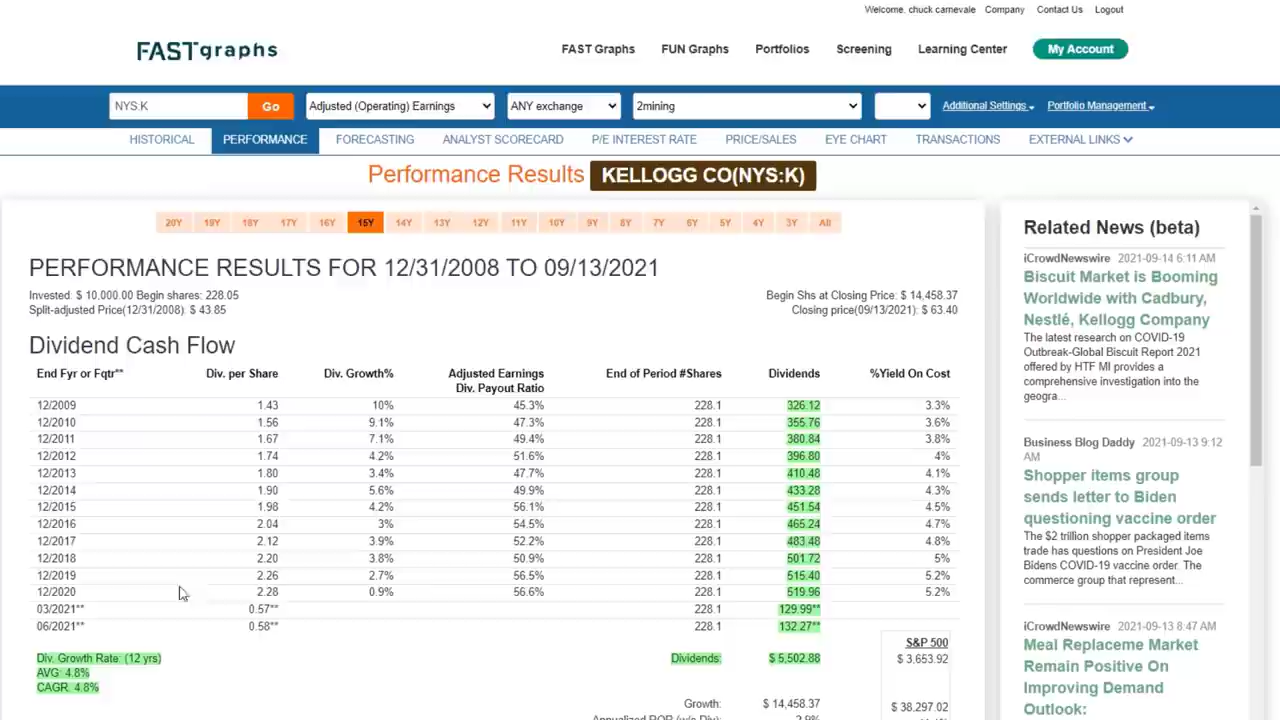 Welcome, chuck carnevale Company Contact Us Logout
FASTgraphs
FAST Graphs FUN Graphs Portfolios Screening Learning Center My Account
NYS:K Go Adjusted (Operating) Earnings ANY exchange 2mining Additional Settings Portfolio Management
HISTORICAL PERFORMANCE FORECASTING ANALYST SCORECARD P/E INTEREST RATE PRICE/SALES EYE CHART TRANSACTIONS EXTERNAL LINKS
Performance Results KELLOGG CO(NYS:K)
20Y 19Y 18Y 17Y 16Y 15Y 14Y 13Y 12Y 11Y 10Y 9Y 8Y 7Y 6Y 5Y 4Y 3Y All
PERFORMANCE RESULTS FOR 12/31/2008 TO 09/13/2021
Invested: $ 10,000.00 Begin shares: 228.05 Begin Shs at Closing Price: $ 14,458.37
Split-adjusted Price(12/31/2008): $ 43.85 Closing price(09/13/2021): $ 63.40
Dividend Cash Flow
End Fyr or Fqtr** Div. per Share Div. Growth% Adjusted Earnings Div. Payout Ratio End of Period #Shares Dividends %Yield On Cost
12/2009 1.43 10% 45.3% 228.1 326.12 3.3%
12/2010 1.56 9.1% 47.3% 228.1 355.76 3.6%
12/2011 1.67 7.1% 49.4% 228.1 380.84 3.8%
12/2012 1.74 4.2% 51.6% 228.1 396.80 4%
12/2013 1.80 3.4% 47.7% 228.1 410.48 4.1%
12/2014 1.90 5.6% 49.9% 228.1 433.28 4.3%
12/2015 1.98 4.2% 56.1% 228.1 451.54 4.5%
12/2016 2.04 3% 54.5% 228.1 465.24 4.7%
12/2017 2.12 3.9% 52.2% 228.1 483.48 4.8%
12/2018 2.20 3.8% 50.9% 228.1 501.72 5%
12/2019 2.26 2.7% 56.5% 228.1 515.40 5.2%
12/2020 2.28 0.9% 56.6% 228.1 519.96 5.2%
03/2021** 0.57** 228.1 129.99**
06/2021** 0.58** 228.1 132.27**
S&P 500
Div. Growth Rate: (12 yrs) Dividends: $ 5,502.88 $ 3,653.92
AVG: 4.8%
CAGR: 4.8%
Growth: $ 14,458.37 $ 38,297.02
Annualized ROR (w/o Div): 2.9%
Related News (beta)
iCrowdNewswire 2021-09-14 6:11 AM
Biscuit Market is Booming
Worldwide with Cadbury,
Nestlé, Kellogg Company
The latest research on COVID-19
Outbreak-Global Biscuit Report 2021
offered by HTF MI provides a
comprehensive investigation into the
geogra...
Business Blog Daddy 2021-09-13 9:12
AM
Shopper items group
sends letter to Biden
questioning vaccine order
The $2 trillion shopper packaged items
trade has questions on President Joe
Bidens COVID-19 vaccine order. The
commerce group that represent...
iCrowdNewswire 2021-09-13 8:47 AM
Meal Replaceme Market
Remain Positive On
Improving Demand
Outlook: